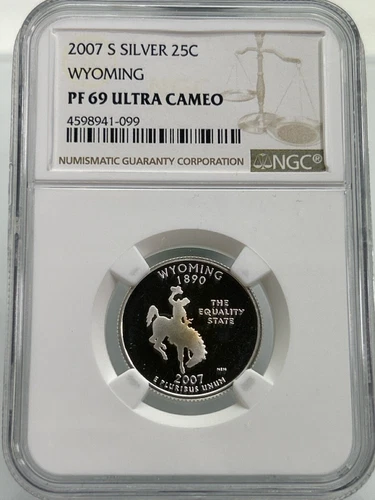 2007 S SILVER 25C
WYOMING
PF 69 ULTRA CAMEO
4598941-099
NUMISMATIC GUARANTY CORPORATION
NGC®
WYOMING
1890
THE
EQUALITY
STATE
2007
E PLURIBUS UNUM